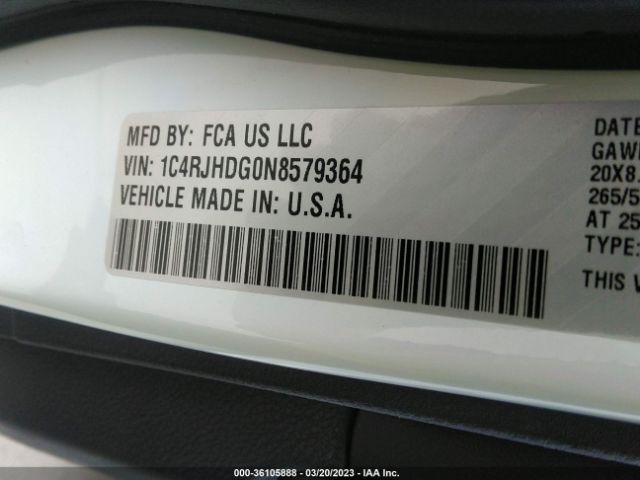 MFD BY: FCA US LLC
VIN: 1C4RJHDG0N8579364
VEHICLE MADE IN: U.S.A.
DATE
GAW
20X8.
265/5
AT 25
TYPE:
THIS V
000-36105888 - 03/20/2023 - IAA Inc.